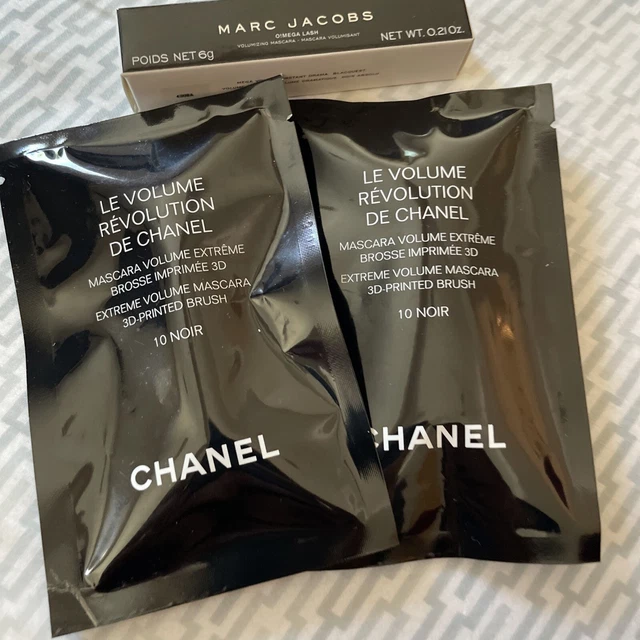 MARC JACOBS
O!MEGA LASH
VOLUMIZING MASCARA · MASCARA VOLUMISANT
POIDS NET 6g
NET WT. 0.21 Oz.
LE VOLUME
RÉVOLUTION
DE CHANEL
MASCARA VOLUME EXTRÊME
BROSSE IMPRIMÉE 3D
EXTREME VOLUME MASCARA
3D-PRINTED BRUSH
10 NOIR
CHANEL
LE VOLUME
RÉVOLUTION
DE CHANEL
MASCARA VOLUME EXTRÊME
BROSSE IMPRIMÉE 3D
EXTREME VOLUME MASCARA
3D-PRINTED BRUSH
10 NOIR
CHANEL